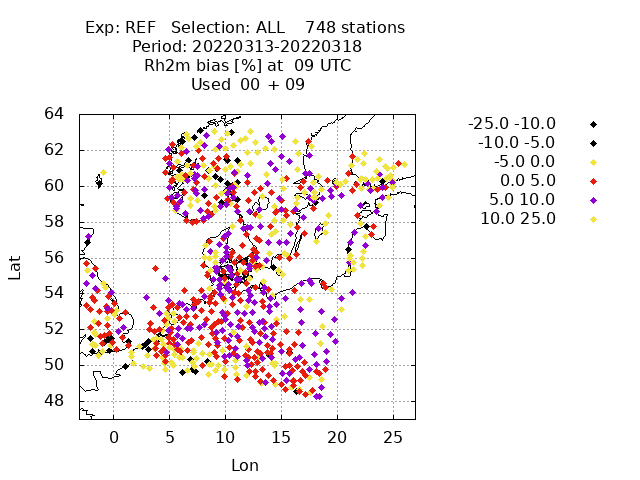 Exp: REF   Selection: ALL    748 stations
Period: 20220313-20220318
Rh2m bias [%] at  09 UTC
Used  00 + 09
-25.0 -10.0
-10.0 -5.0
-5.0 0.0
0.0 5.0
5.0 10.0
10.0 25.0
64
62
60
58
56
54
52
50
48
Lat
0 5 10 15 20 25
Lon